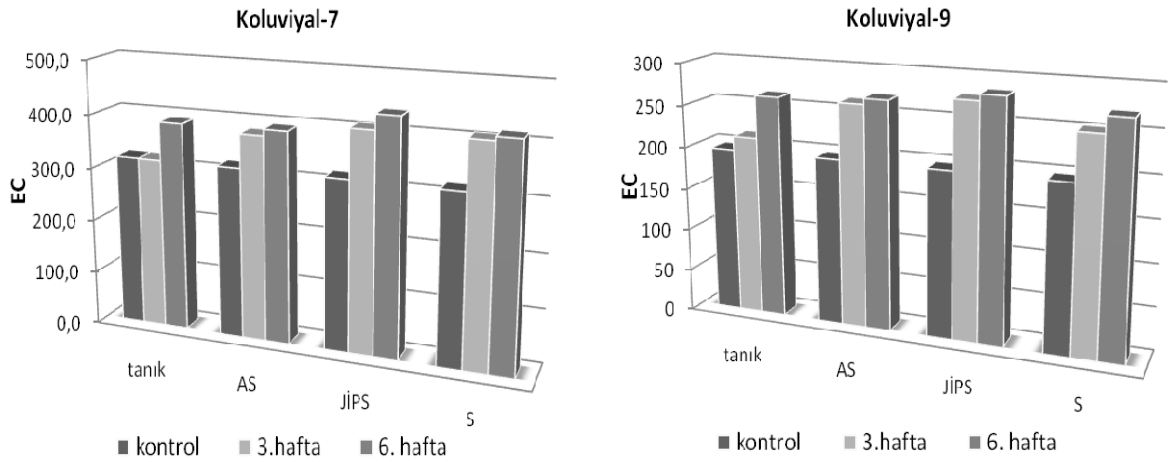 Koluviyal-7
500,0
400,0
300,0
200,0
100,0
0,0
EC
tanık
AS
JİPS
S
kontrol 3.hafta 6. hafta
Koluviyal-9
300
250
200
150
100
50
0
EC
tanık
AS
JİPS
S
kontrol 3.hafta 6. hafta